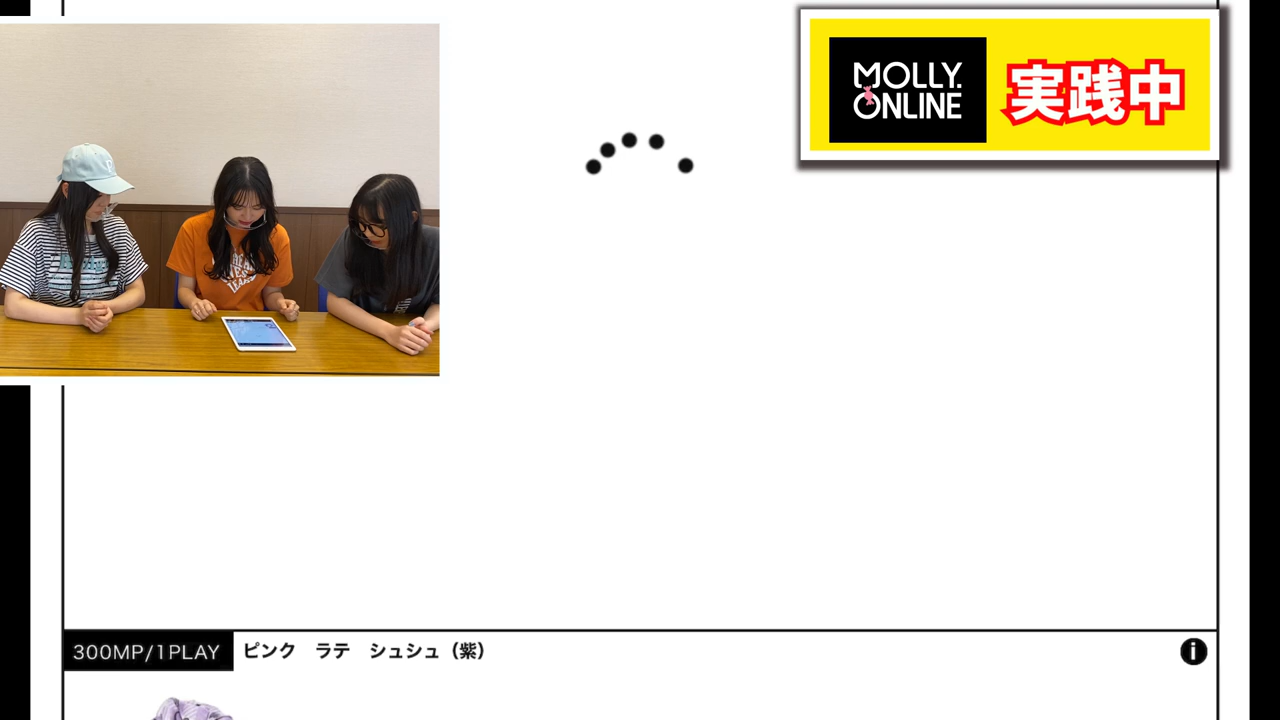 MOLLY.
ONLINE
実践中
300MP/1PLAY
ピンク ラテ シュシュ（紫）
i